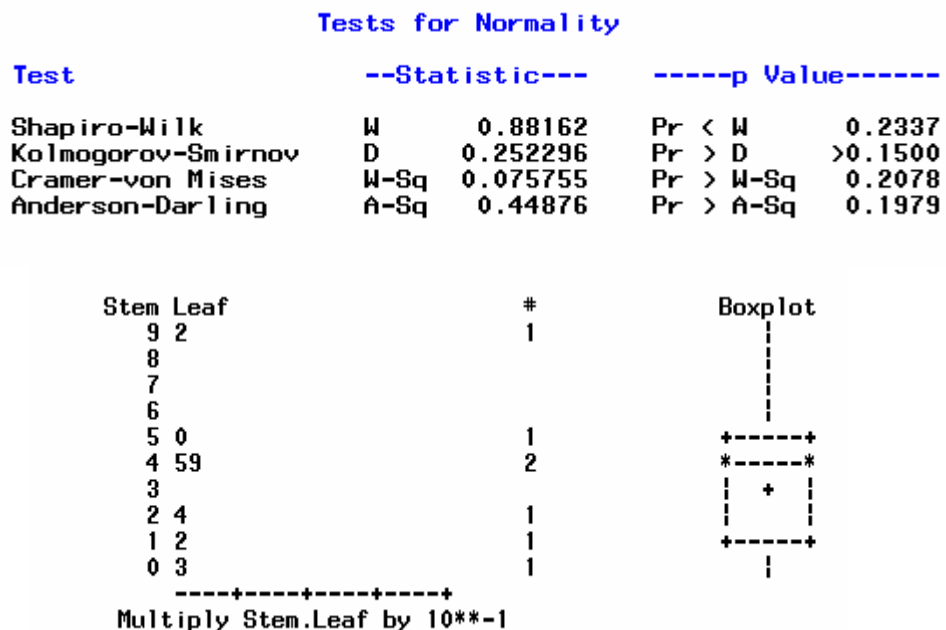 Tests for Normality
Test --Statistic--- -----p Value------
Shapiro-Wilk W 0.88162 Pr < W 0.2337
Kolmogorov-Smirnov D 0.252296 Pr > D >0.1500
Cramer-von Mises W-Sq 0.075755 Pr > W-Sq 0.2078
Anderson-Darling A-Sq 0.44876 Pr > A-Sq 0.1979
Stem Leaf # Boxplot
9 2 1 |
8 |
7 |
6 |
5 0 1 +-----+
4 59 2 *-----*
3 | + |
2 4 1 | |
1 2 1 +-----+
0 3 1 |
----+----+----+----+
Multiply Stem.Leaf by 10**-1